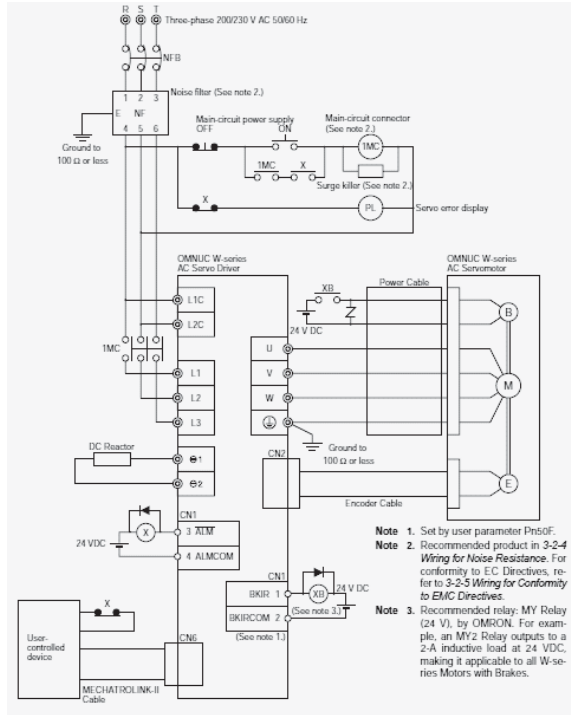 R S T
Three-phase 200/230 V AC 50/60 Hz
NFB
Noise filter (See note 2.)
1 2 3
E NF
4 5 6
Ground to
100 Ω or less
Main-circuit power supply
OFF
ON
Main-circuit connector
(See note 2.)
1MC
1MC
X
Surge killer (See note 2.)
X
PL
Servo error display
OMNUC W-series
AC Servo Driver
OMNUC W-series
AC Servomotor
XB
Power Cable
24 V DC
L1C
L2C
B
1MC
U
V
W
M
L1
L2
L3
Ground to
100 Ω or less
DC Reactor
⊖1
⊖2
CN2
E
Encoder Cable
CN1
X
3 ALM
24 VDC
4 ALMCOM
CN1
BKIR 1
XB
24 V DC
(See note 3.)
BKIRCOM 2
(See note 1.)
X
User-
controlled
device
CN6
MECHATROLINK-II
Cable
Note 1. Set by user parameter Pn50F.
Note 2. Recommended product in 3-2-4
Wiring for Noise Resistance. For
conformity to EC Directives, re-
fer to 3-2-5 Wiring for Conformity
to EMC Directives.
Note 3. Recommended relay: MY Relay
(24 V), by OMRON. For exam-
ple, an MY2 Relay outputs to a
2-A inductive load at 24 VDC,
making it applicable to all W-se-
ries Motors with Brakes.